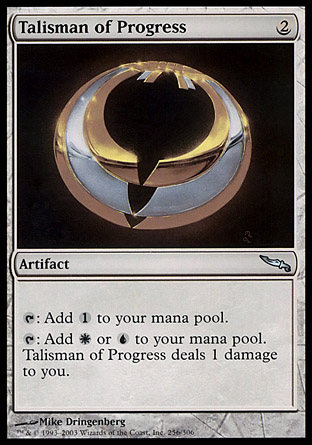 Talisman of Progress 2
Artifact
: Add 1 to your mana pool.
: Add or to your mana pool.
Talisman of Progress deals 1 damage
to you.
Mike Dringenberg
™ & © 1993–2003 Wizards of the Coast, Inc. 256/306